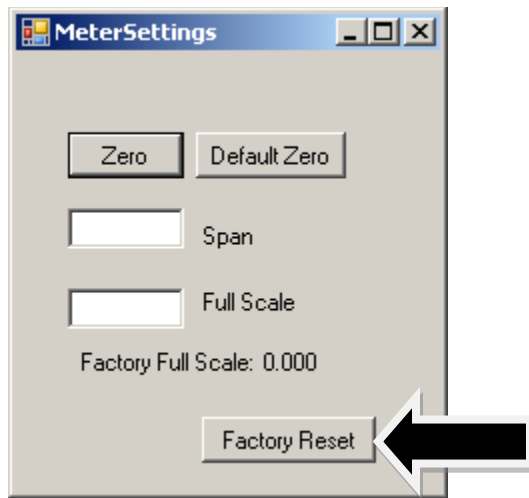 MeterSettings
Zero Default Zero
Span
Full Scale
Factory Full Scale: 0.000
Factory Reset